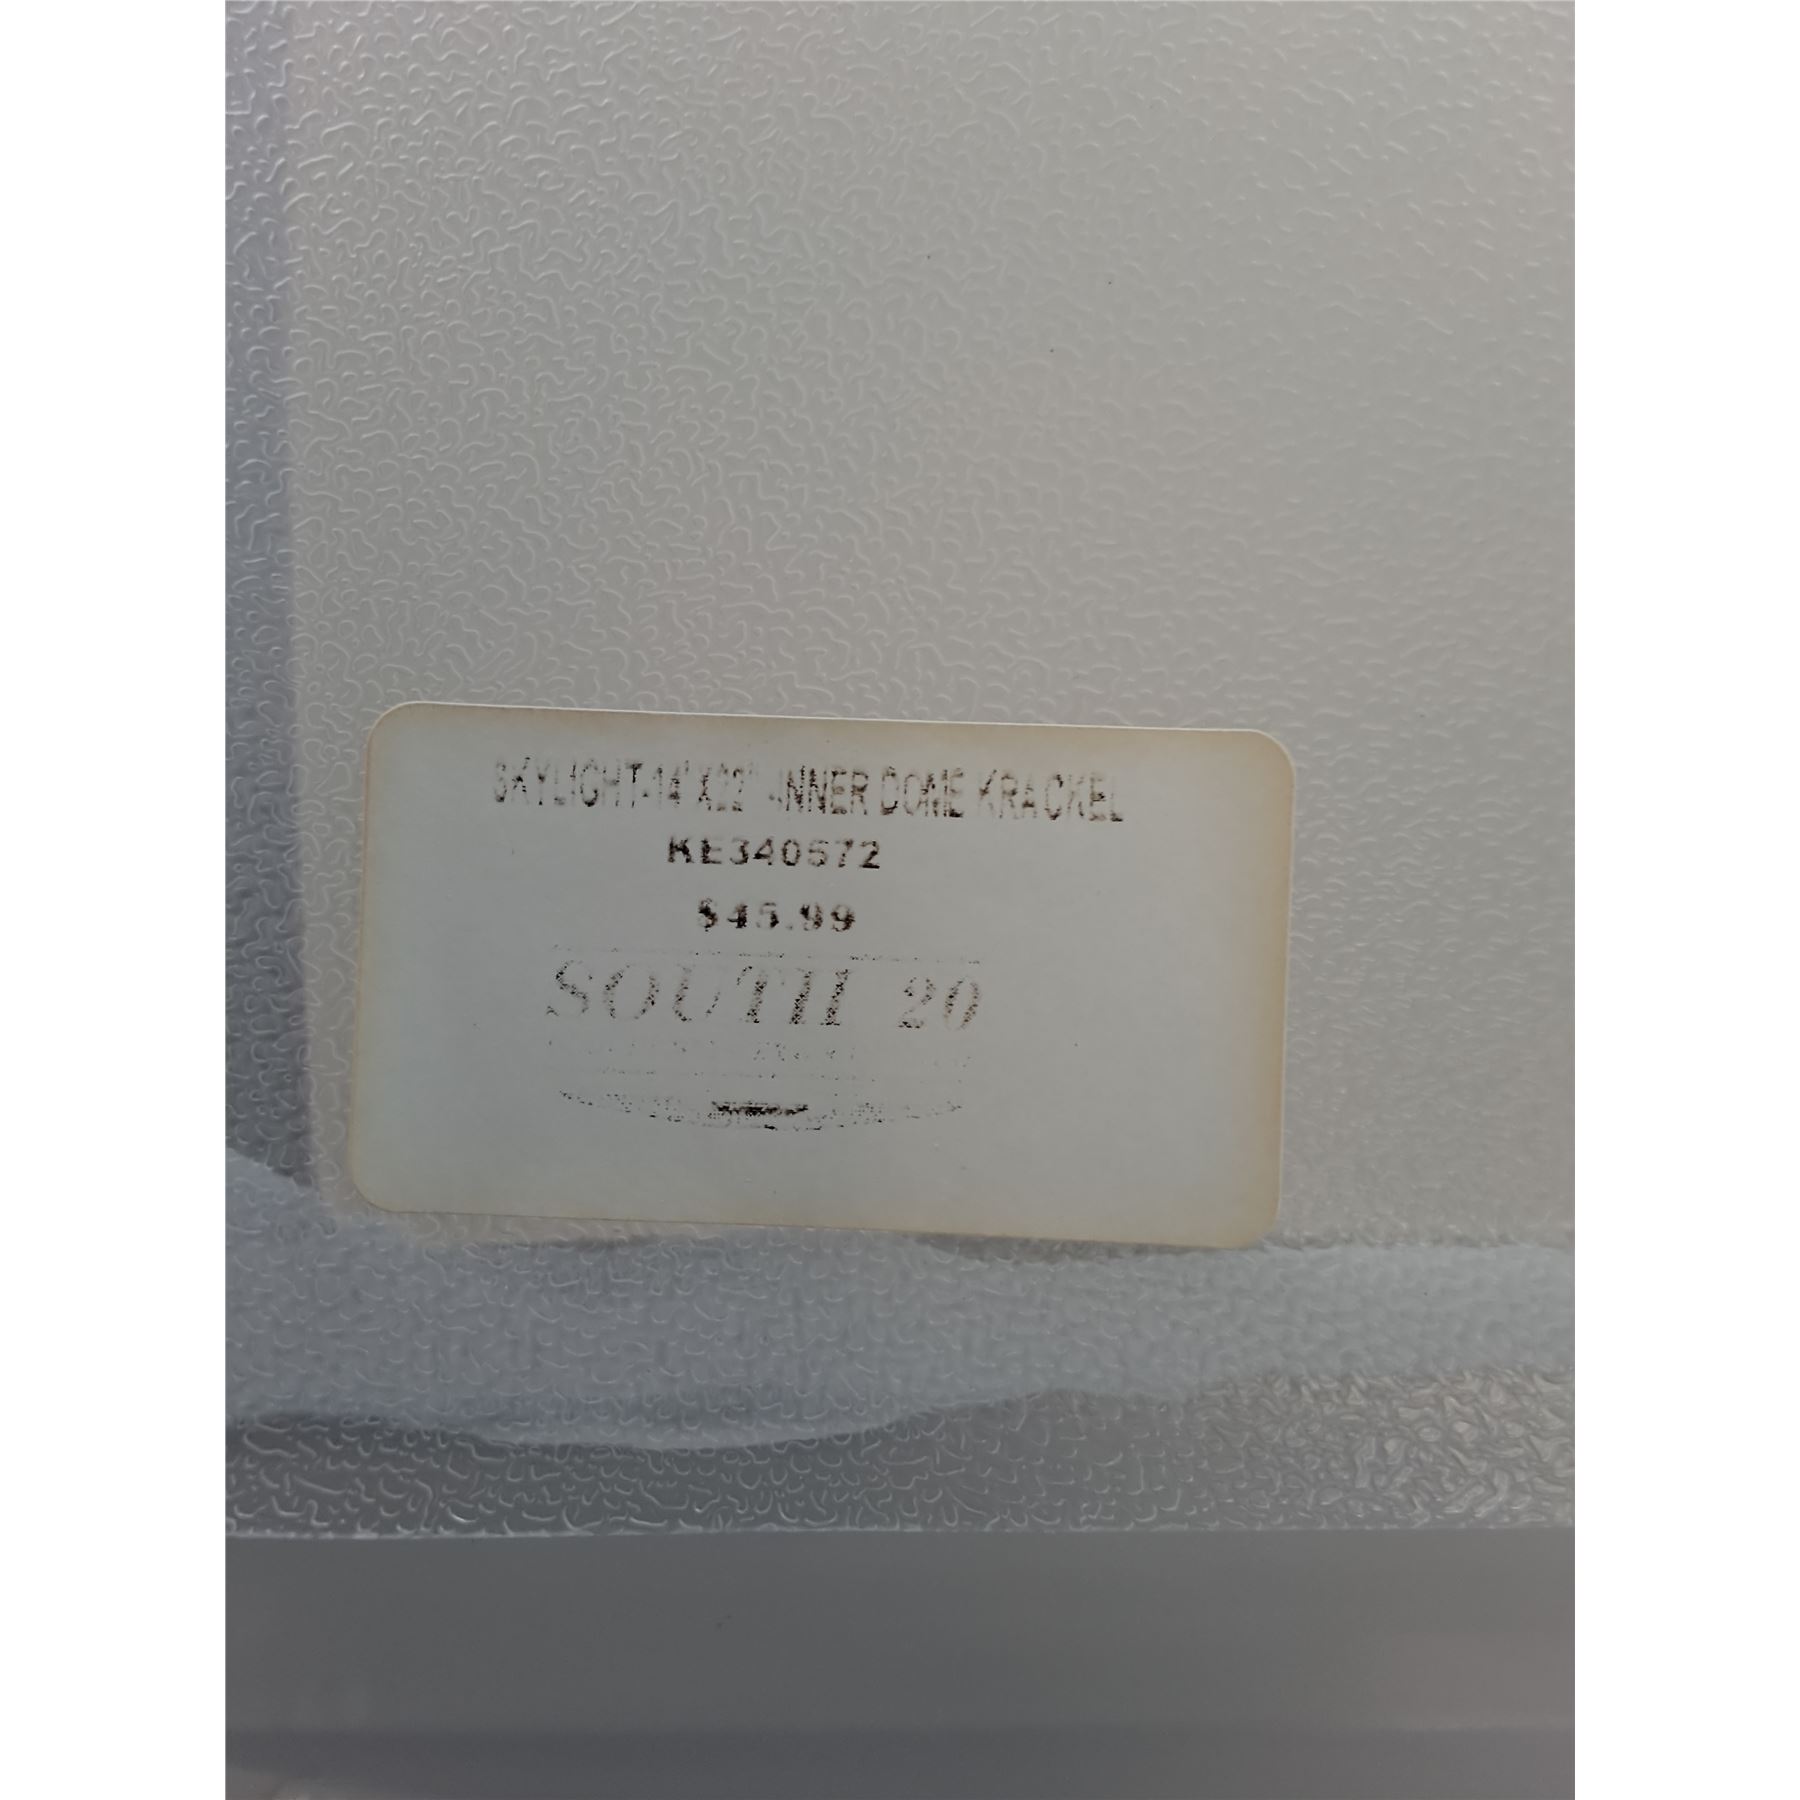 SKYLIGHT-14"X22" -INNER DOME KRACKEL
KE340572
$45.99
SOUTH 20